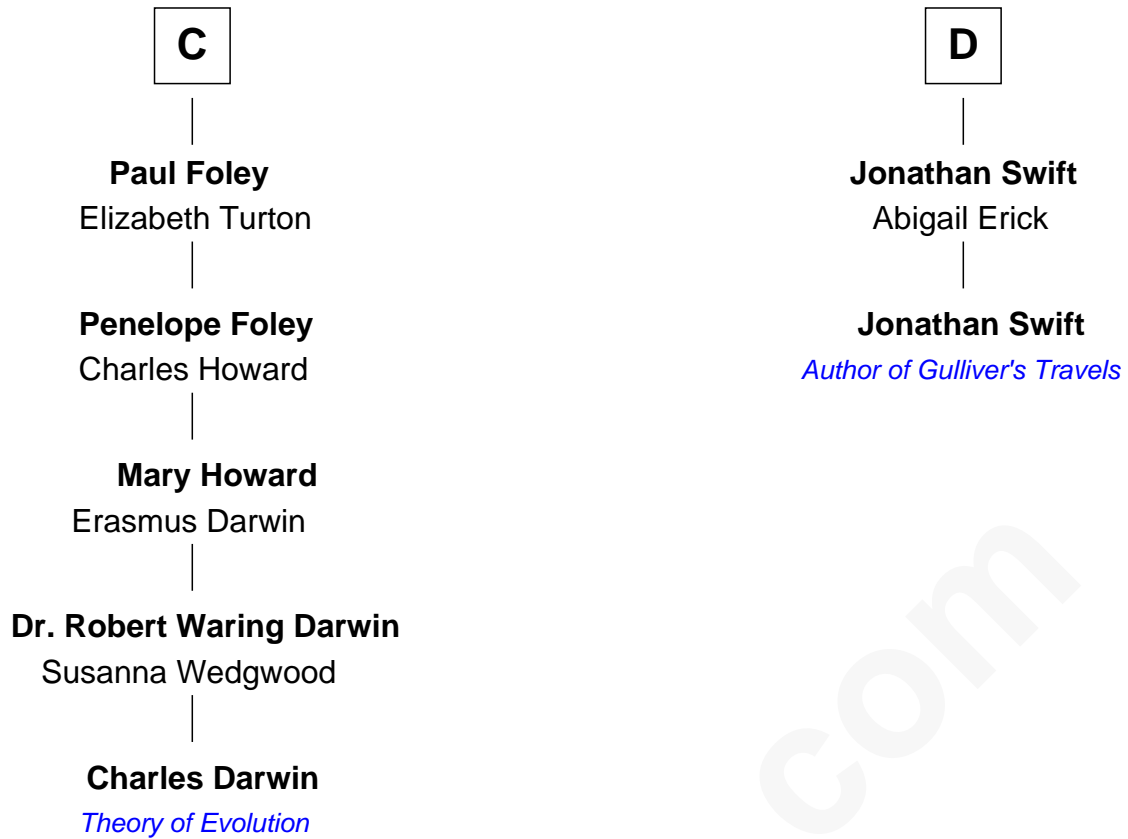 C
Paul Foley
Elizabeth Turton
Penelope Foley
Charles Howard
Mary Howard
Erasmus Darwin
Dr. Robert Waring Darwin
Susanna Wedgwood
Charles Darwin
Theory of Evolution
D
Jonathan Swift
Abigail Erick
Jonathan Swift
Author of Gulliver's Travels
com